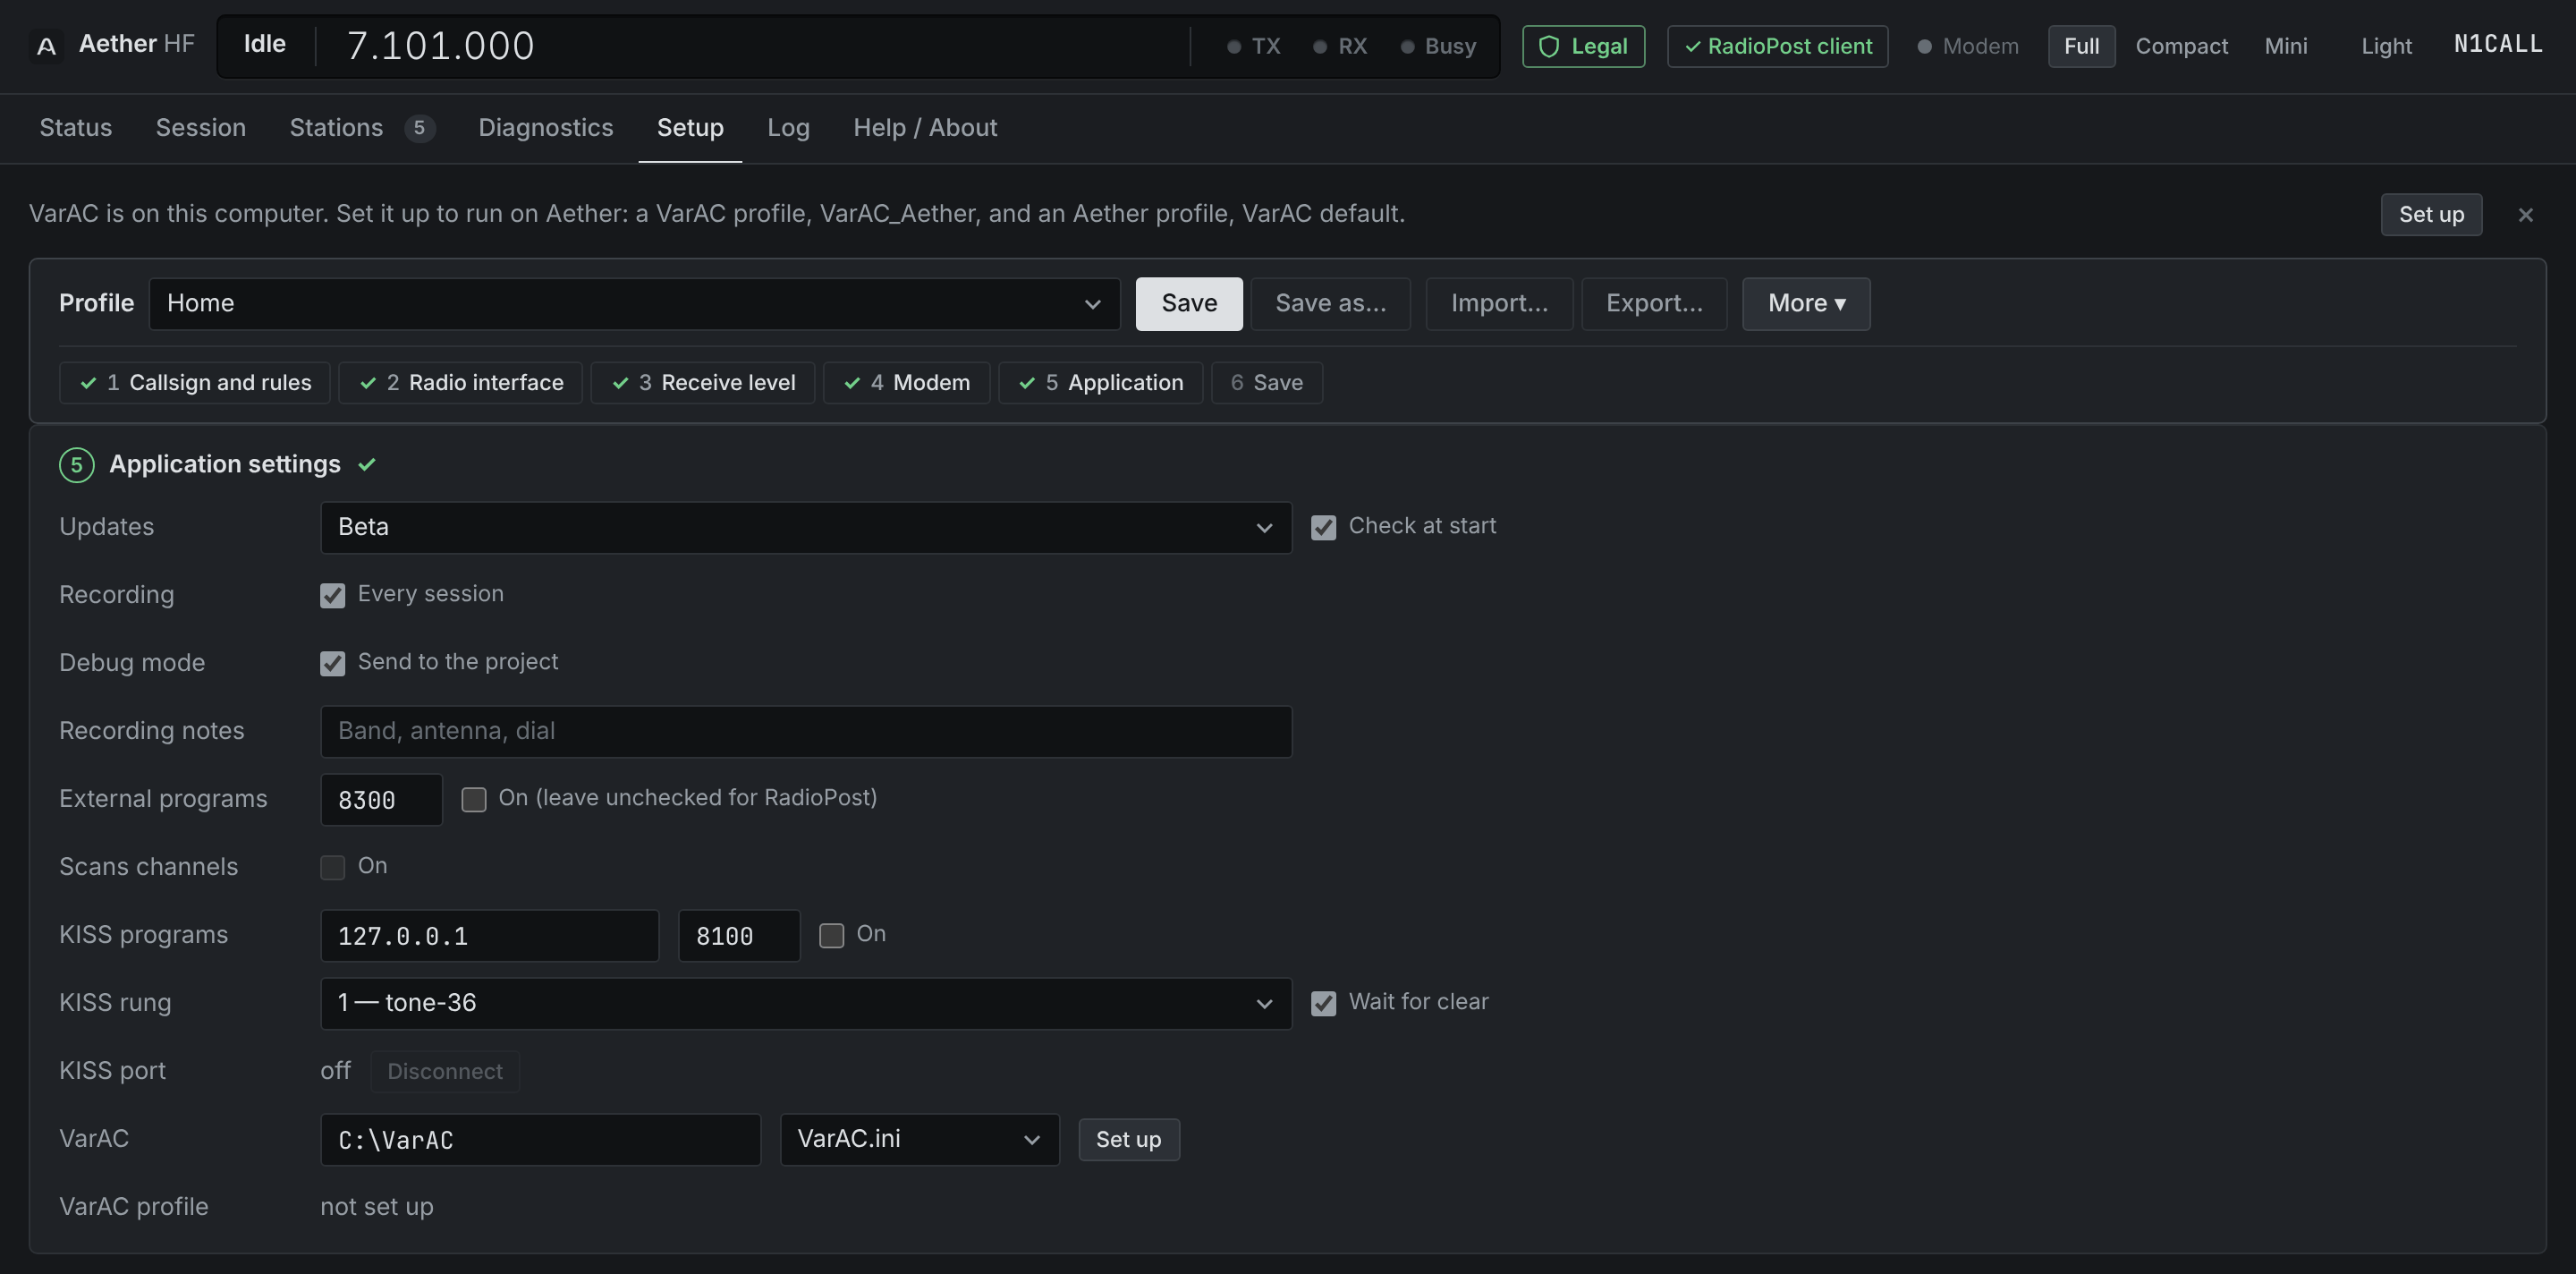 A Aether HF Idle 7.101.000 TX RX Busy Legal RadioPost client Modem Full Compact Mini Light N1CALL
Status Session Stations 5 Diagnostics Setup Log Help / About
VarAC is on this computer. Set it up to run on Aether: a VarAC profile, VarAC_Aether, and an Aether profile, VarAC default. Set up ×
Profile Home Save Save as... Import... Export... More ▾
✓ 1 Callsign and rules ✓ 2 Radio interface ✓ 3 Receive level ✓ 4 Modem ✓ 5 Application 6 Save
5 Application settings ✓
Updates Beta Check at start
Recording Every session
Debug mode Send to the project
Recording notes Band, antenna, dial
External programs 8300 On (leave unchecked for RadioPost)
Scans channels On
KISS programs 127.0.0.1 8100 On
KISS rung 1 — tone-36 Wait for clear
KISS port off Disconnect
VarAC C:\VarAC VarAC.ini Set up
VarAC profile not set up